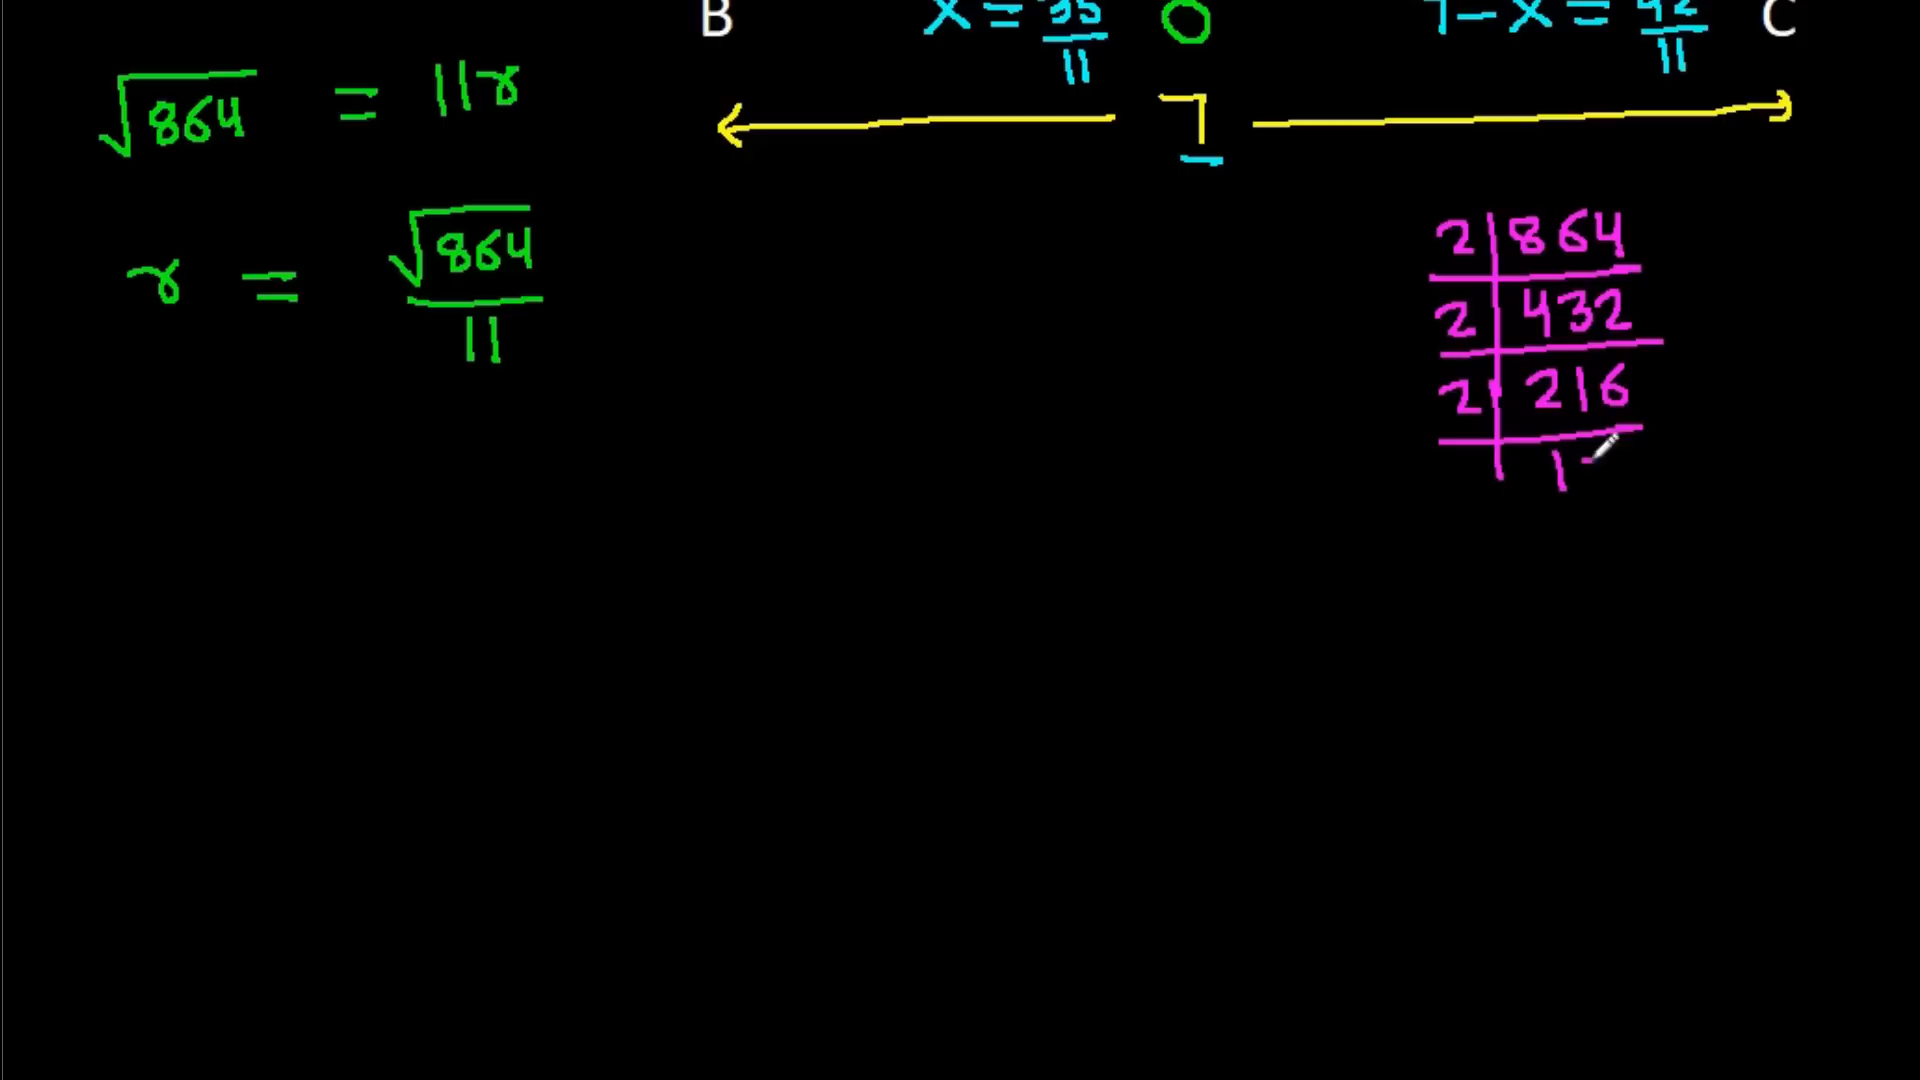 B x = 35/11 O 7 - x = 42/11 C
√864 = 11r
7
r = √864/11
2 | 864
2 | 432
2 | 216
1